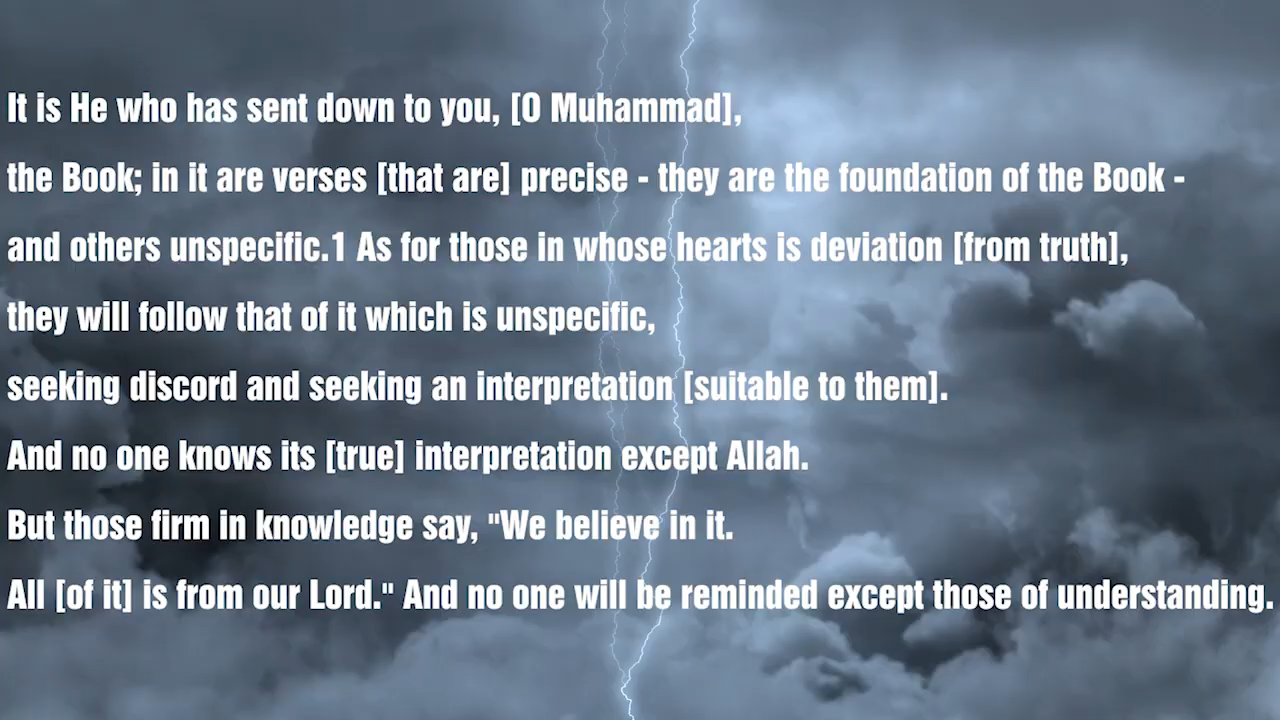 It is He who has sent down to you, [O Muhammad],
the Book; in it are verses [that are] precise - they are the foundation of the Book -
and others unspecific.1 As for those in whose hearts is deviation [from truth],
they will follow that of it which is unspecific,
seeking discord and seeking an interpretation [suitable to them].
And no one knows its [true] interpretation except Allah.
But those firm in knowledge say, "We believe in it.
All [of it] is from our Lord." And no one will be reminded except those of understanding.